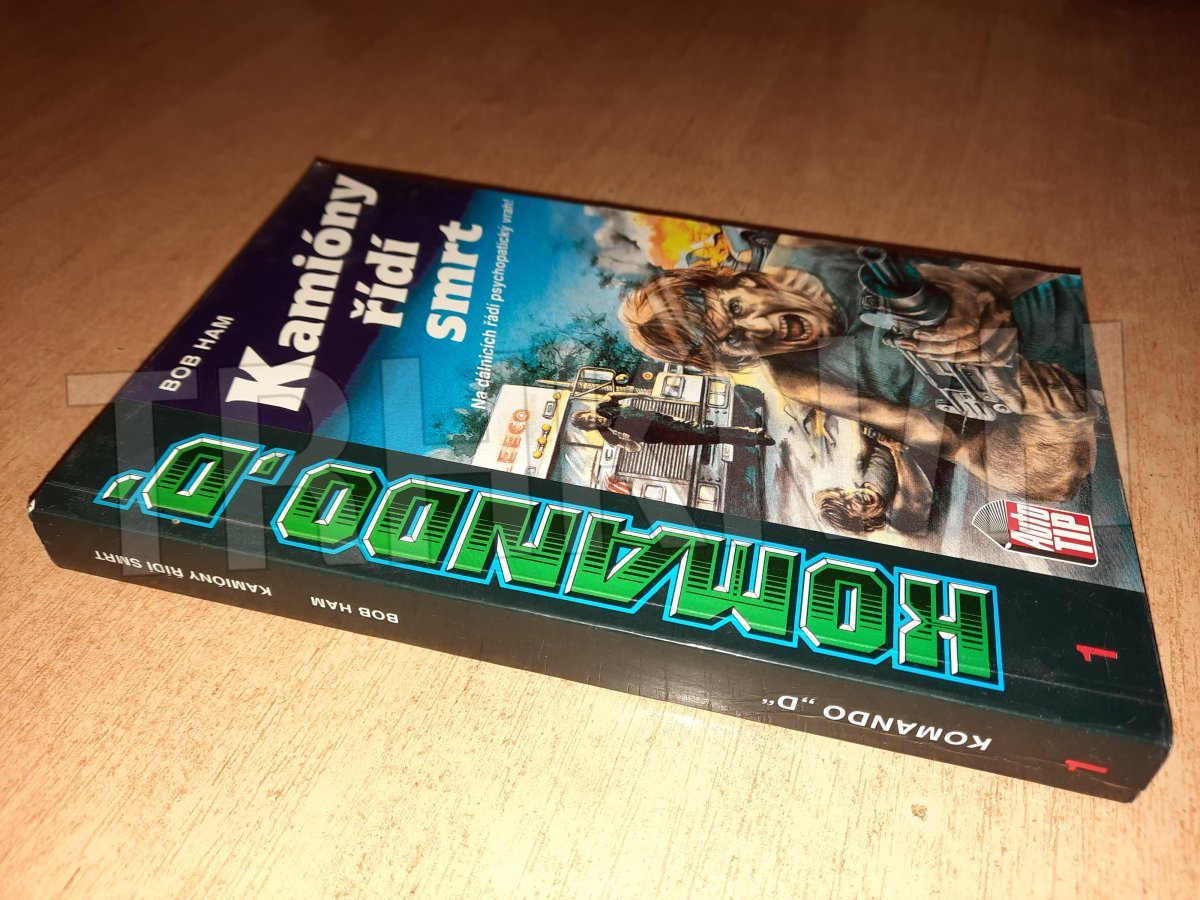 BOB HAM
Kamióny
řídí
smrt
Na dálnicích řádí psychopatický vrah!
LEECO
KOMANDO „D“
1
Auto
TIP
KAMIÓNY ŘÍDÍ SMRT
BOB HAM
KOMANDO „D“
1